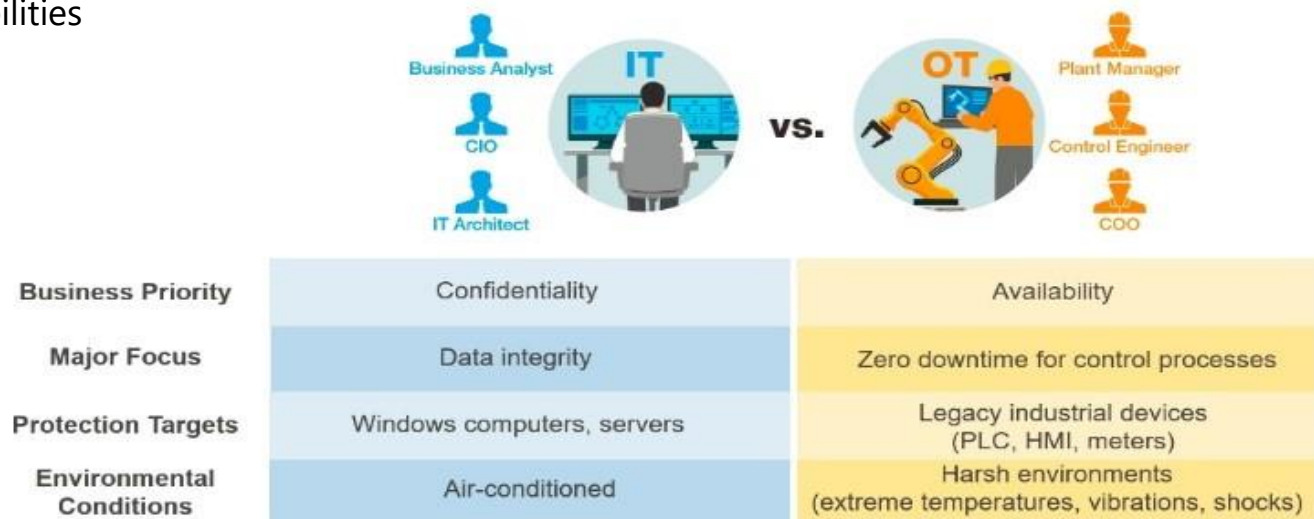 ilities
Business Analyst
CIO
IT Architect
IT
vs.
OT
Plant Manager
Control Engineer
COO
Business Priority
Confidentiality
Availability
Major Focus
Data integrity
Zero downtime for control processes
Protection Targets
Windows computers, servers
Legacy industrial devices
(PLC, HMI, meters)
Environmental
Conditions
Air-conditioned
Harsh environments
(extreme temperatures, vibrations, shocks)